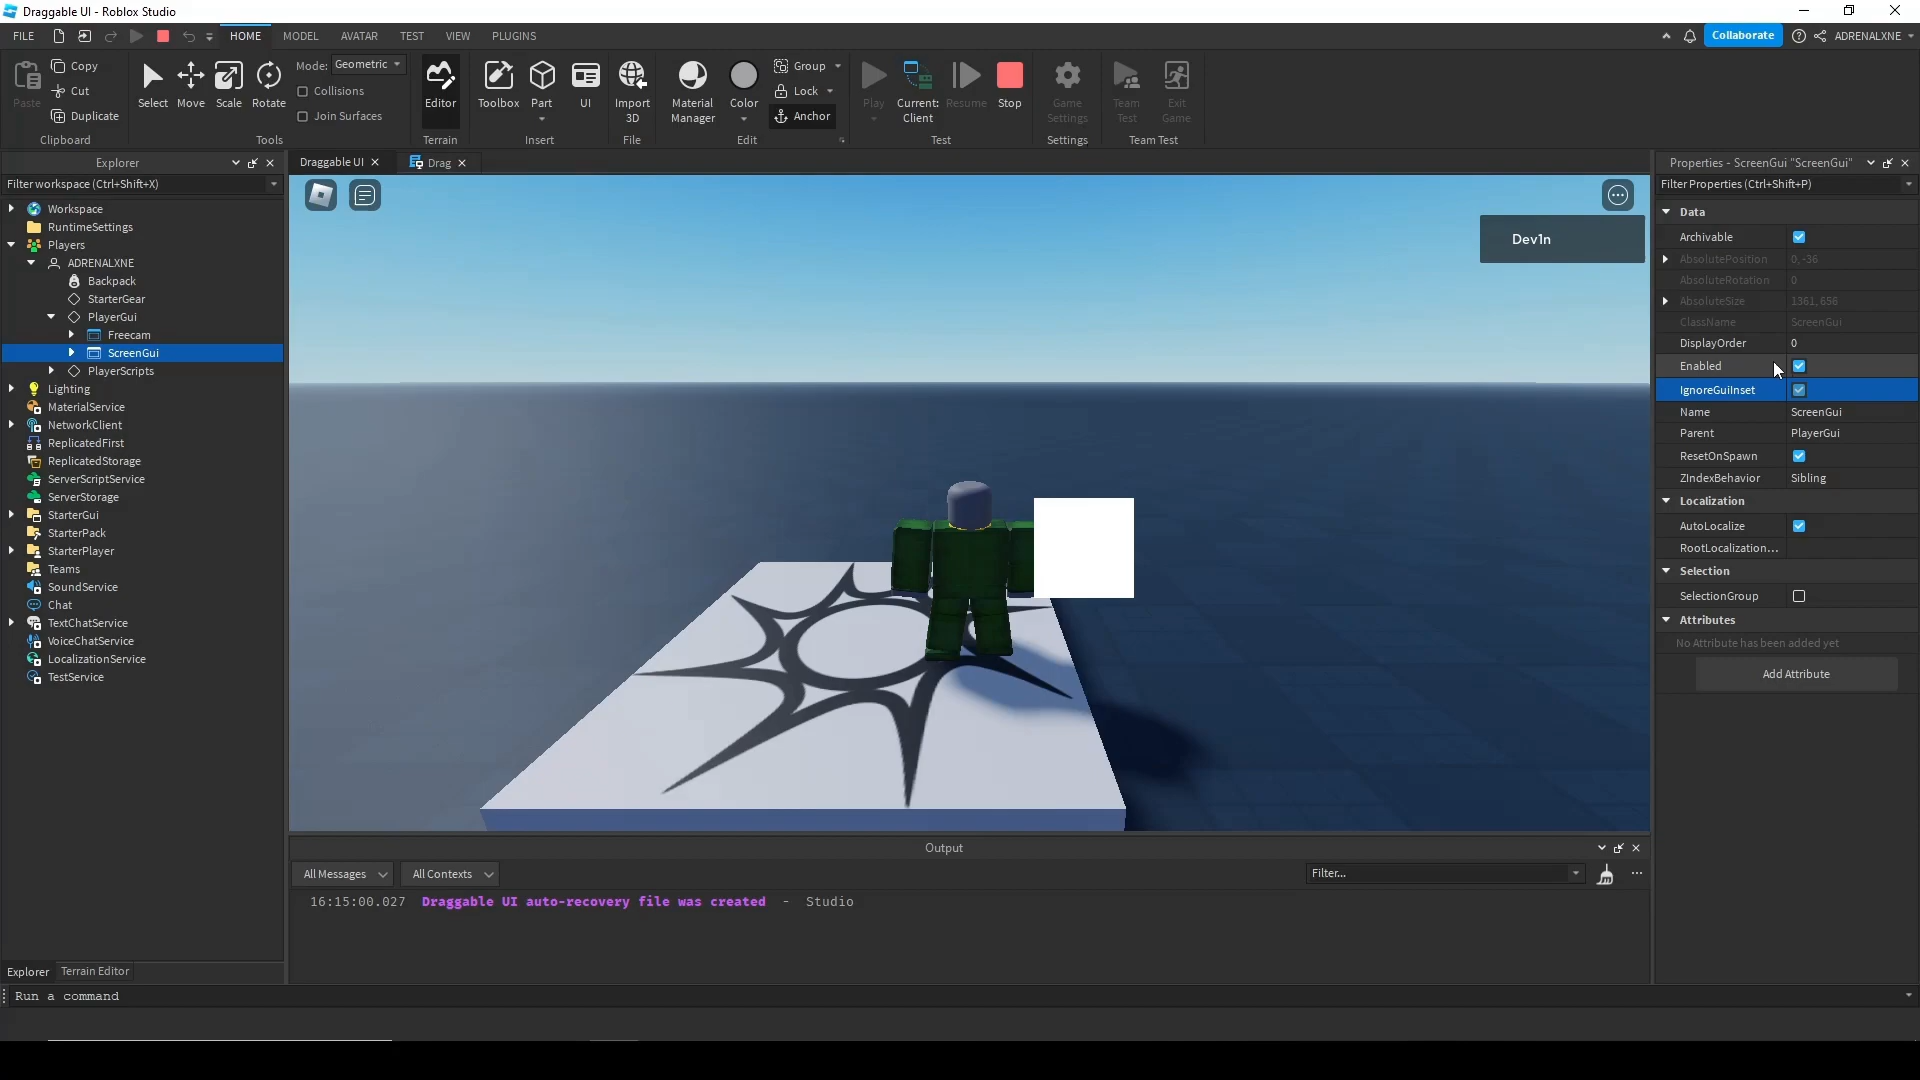 Draggable UI - Roblox Studio
FILE
HOME
MODEL
AVATAR
TEST
VIEW
PLUGINS
Collaborate
ADRENALXNE
Paste
Copy
Cut
Duplicate
Clipboard
Select
Move
Scale
Rotate
Mode: Geometric
Collisions
Join Surfaces
Tools
Editor
Terrain
Toolbox
Part
UI
Insert
Import 3D
File
Material Manager
Color
Group
Lock
Anchor
Edit
Play
Current: Client
Resume
Stop
Test
Game Settings
Settings
Team Test
Exit Game
Team Test
Explorer
Filter workspace (Ctrl+Shift+X)
Workspace
RuntimeSettings
Players
ADRENALXNE
Backpack
StarterGear
PlayerGui
Freecam
ScreenGui
PlayerScripts
Lighting
MaterialService
NetworkClient
ReplicatedFirst
ReplicatedStorage
ServerScriptService
ServerStorage
StarterGui
StarterPack
StarterPlayer
Teams
SoundService
Chat
TextChatService
VoiceChatService
LocalizationService
TestService
Explorer
Terrain Editor
Draggable UI
Drag
Dev1n
Output
All Messages
All Contexts
Filter...
16:15:00.027 Draggable UI auto-recovery file was created - Studio
Properties - ScreenGui "ScreenGui"
Filter Properties (Ctrl+Shift+P)
Data
Archivable
AbsolutePosition 0, -36
AbsoluteRotation 0
AbsoluteSize 1361, 656
ClassName ScreenGui
DisplayOrder 0
Enabled
IgnoreGuiInset
Name ScreenGui
Parent PlayerGui
ResetOnSpawn
ZIndexBehavior Sibling
Localization
AutoLocalize
RootLocalization...
Selection
SelectionGroup
Attributes
No Attribute has been added yet
Add Attribute
Run a command